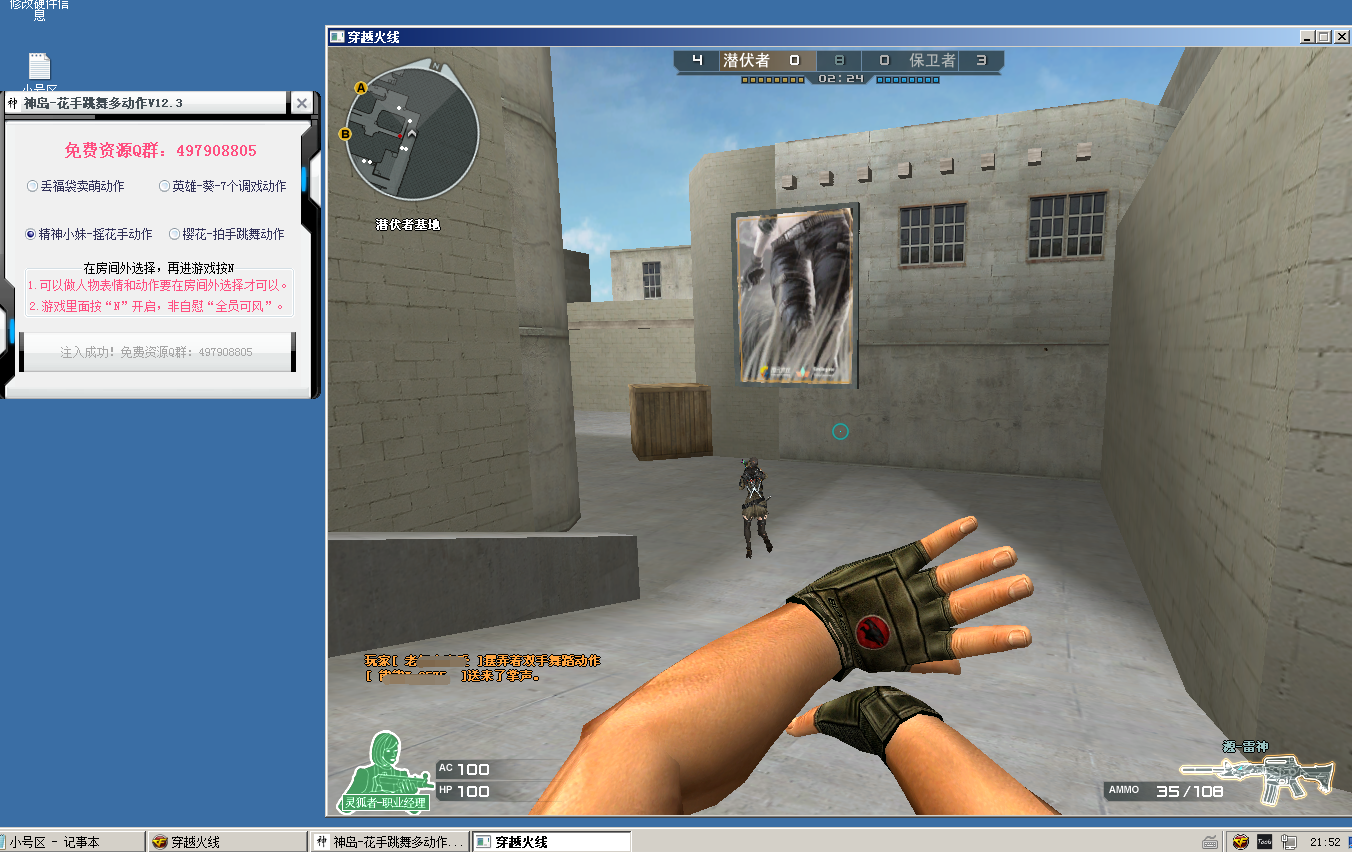 修改硬件信
息
小号区
神岛-花手跳舞多动作V12.3
免费资源Q群：497908805
丢福袋卖萌动作
英雄-葵-7个调戏动作
精神小妹-摇花手动作
樱花-拍手跳舞动作
在房间外选择，再进游戏按N
1.可以做人物表情和动作要在房间外选择才可以。
2.游戏里面按“N”开启，非自慰“全员可风”。
注入成功！免费资源Q群：497908805
穿越火线
4 潜伏者 0 8 0 保卫者 3
02:24
N
A
B
潜伏者基地
玩家[ 老 ]摆弄着双手舞蹈动作
[ ]送来了掌声。
源-雷神
AC 100
HP 100
灵狐者-职业经理
AMMO 35/108
小号区 - 记事本
穿越火线
神岛-花手跳舞多动作...
穿越火线
Tools
21:52